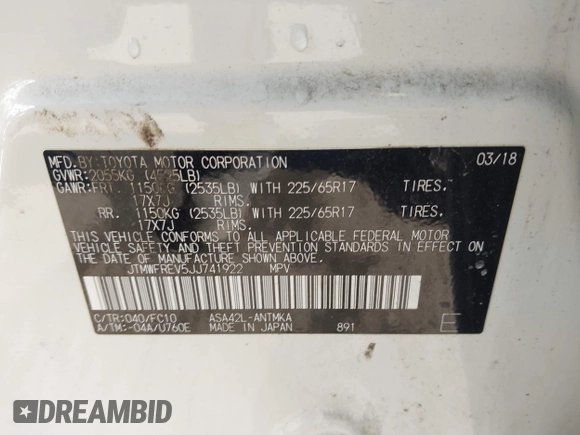 MFD. BY: TOYOTA MOTOR CORPORATION 03/18
GVWR: 2055KG (4535LB)
GAWR: FRT. 1150KG (2535LB) WITH 225/65R17 TIRES.
17X7J RIMS.
RR. 1150KG (2535LB) WITH 225/65R17 TIRES.
17X7J RIMS.
THIS VEHICLE CONFORMS TO ALL APPLICABLE FEDERAL MOTOR
VEHICLE SAFETY AND THEFT PREVENTION STANDARDS IN EFFECT ON
THE DATE OF MANUFACTURE SHOWN ABOVE.
JTMWFREV5JJ741922 MPV
C/TR: 040/FC10 ASA42L-ANTMKA
A/TM: -04A/U760E MADE IN JAPAN 891 E
DREAMBID